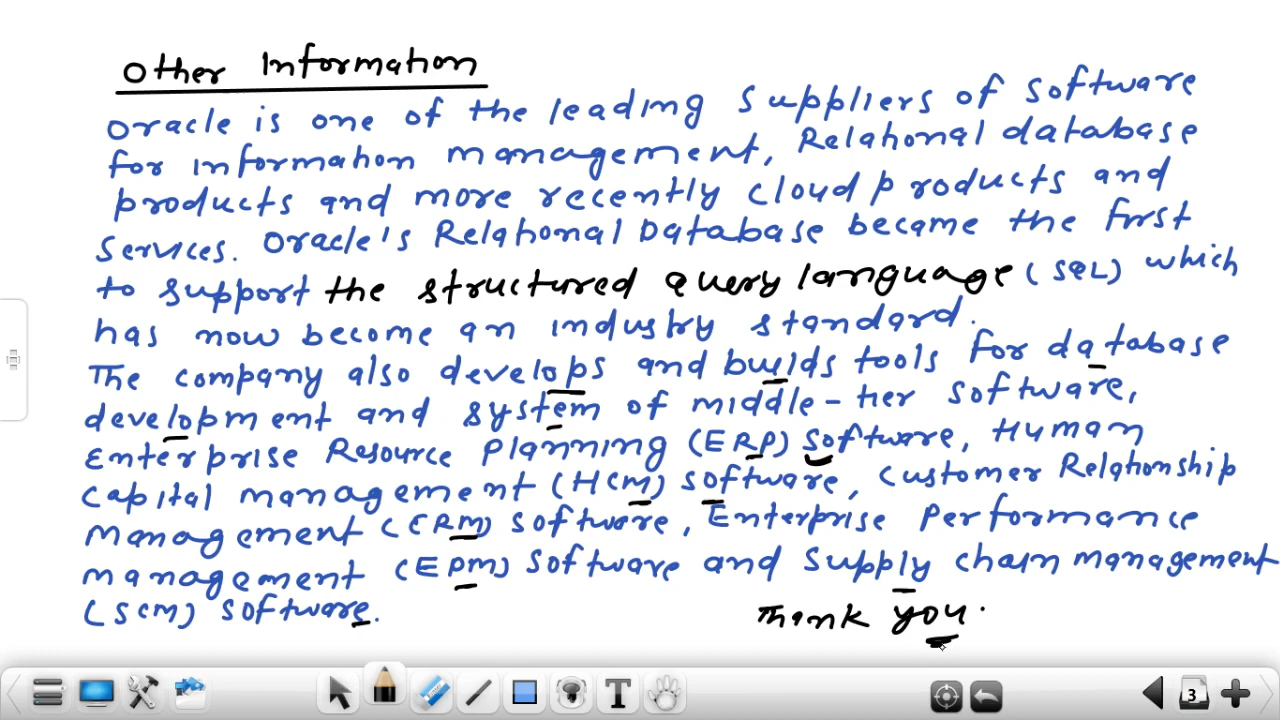 Other Information
Oracle is one of the leading Suppliers of Software
for Information management, Relational database
products and more recently Cloud products and
Services. Oracle's Relational Database became the first
to support the structured Query language (SQL) which
has now become an industry standard.
The company also develops and builds tools for database
development and system of middle-tier software,
Enterprise Resource Planning (ERP) Software, Human
Capital management (HCM) software, Customer Relationship
Management (CRM) software, Enterprise Performance
management (EPM) Software and Supply chain management
(SCM) software.
Thank you.
3